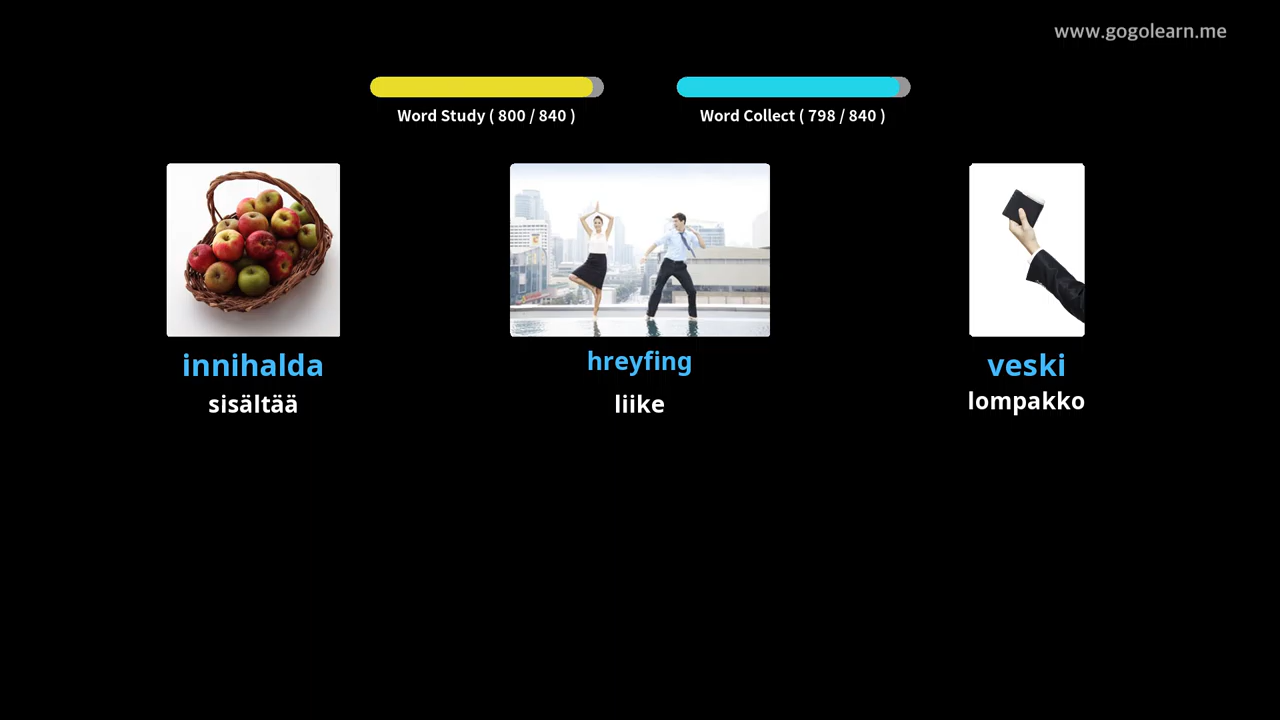 www.gogolearn.me
Word Study ( 800 / 840 )
Word Collect ( 798 / 840 )
innihalda
sisältää
hreyfing
liike
veski
lompakko